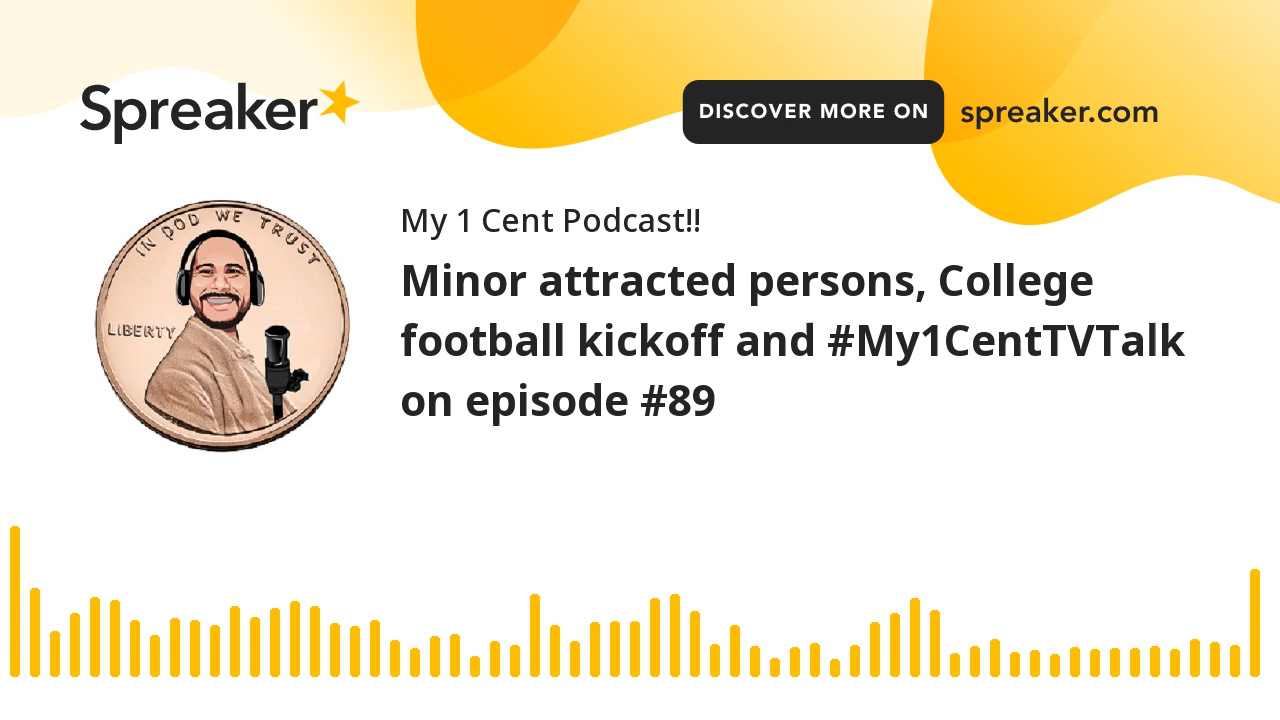 Spreaker
DISCOVER MORE ON
spreaker.com
IN POD WE TRUST
LIBERTY
My 1 Cent Podcast!!
Minor attracted persons, College
football kickoff and #My1CentTVTalk
on episode #89